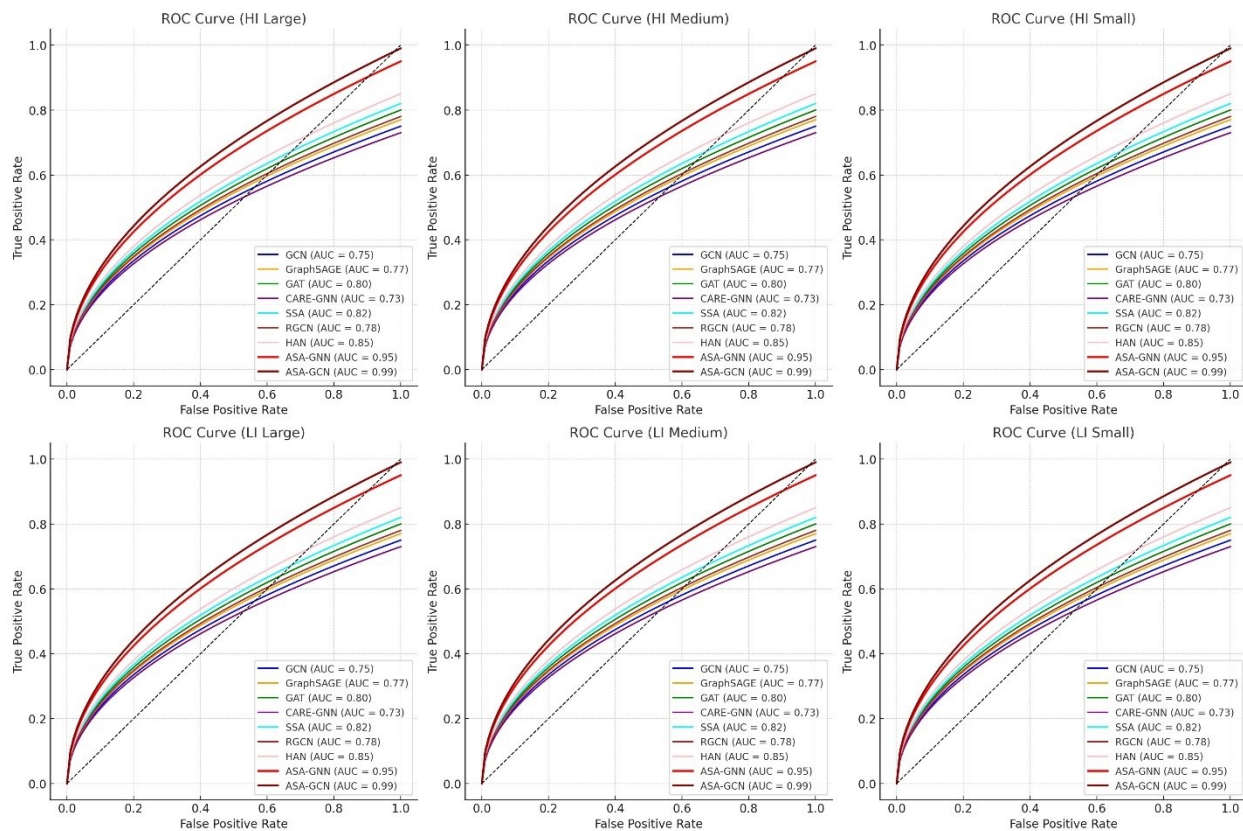 ROC Curve (HI Large)
True Positive Rate
1.0
0.8
0.6
0.4
0.2
0.0
GCN (AUC = 0.75)
GraphSAGE (AUC = 0.77)
GAT (AUC = 0.80)
CARE-GNN (AUC = 0.73)
SSA (AUC = 0.82)
RGCN (AUC = 0.78)
HAN (AUC = 0.85)
ASA-GNN (AUC = 0.95)
ASA-GCN (AUC = 0.99)
0.0 0.2 0.4 0.6 0.8 1.0
False Positive Rate
ROC Curve (HI Medium)
True Positive Rate
1.0
0.8
0.6
0.4
0.2
0.0
GCN (AUC = 0.75)
GraphSAGE (AUC = 0.77)
GAT (AUC = 0.80)
CARE-GNN (AUC = 0.73)
SSA (AUC = 0.82)
RGCN (AUC = 0.78)
HAN (AUC = 0.85)
ASA-GNN (AUC = 0.95)
ASA-GCN (AUC = 0.99)
0.0 0.2 0.4 0.6 0.8 1.0
False Positive Rate
ROC Curve (HI Small)
True Positive Rate
1.0
0.8
0.6
0.4
0.2
0.0
GCN (AUC = 0.75)
GraphSAGE (AUC = 0.77)
GAT (AUC = 0.80)
CARE-GNN (AUC = 0.73)
SSA (AUC = 0.82)
RGCN (AUC = 0.78)
HAN (AUC = 0.85)
ASA-GNN (AUC = 0.95)
ASA-GCN (AUC = 0.99)
0.0 0.2 0.4 0.6 0.8 1.0
False Positive Rate
ROC Curve (LI Large)
True Positive Rate
1.0
0.8
0.6
0.4
0.2
0.0
GCN (AUC = 0.75)
GraphSAGE (AUC = 0.77)
GAT (AUC = 0.80)
CARE-GNN (AUC = 0.73)
SSA (AUC = 0.82)
RGCN (AUC = 0.78)
HAN (AUC = 0.85)
ASA-GNN (AUC = 0.95)
ASA-GCN (AUC = 0.99)
0.0 0.2 0.4 0.6 0.8 1.0
False Positive Rate
ROC Curve (LI Medium)
True Positive Rate
1.0
0.8
0.6
0.4
0.2
0.0
GCN (AUC = 0.75)
GraphSAGE (AUC = 0.77)
GAT (AUC = 0.80)
CARE-GNN (AUC = 0.73)
SSA (AUC = 0.82)
RGCN (AUC = 0.78)
HAN (AUC = 0.85)
ASA-GNN (AUC = 0.95)
ASA-GCN (AUC = 0.99)
0.0 0.2 0.4 0.6 0.8 1.0
False Positive Rate
ROC Curve (LI Small)
True Positive Rate
1.0
0.8
0.6
0.4
0.2
0.0
GCN (AUC = 0.75)
GraphSAGE (AUC = 0.77)
GAT (AUC = 0.80)
CARE-GNN (AUC = 0.73)
SSA (AUC = 0.82)
RGCN (AUC = 0.78)
HAN (AUC = 0.85)
ASA-GNN (AUC = 0.95)
ASA-GCN (AUC = 0.99)
0.0 0.2 0.4 0.6 0.8 1.0
False Positive Rate